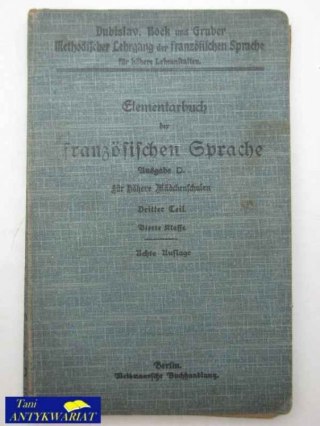 Dubislav, Boek und Gruber
Methodischer Lehrgang der französischen Sprache
für höhere Lehranstalten.
Elementarbuch
der
französischen Sprache
Ausgabe D.
für höhere Mädchenschulen
Dritter Teil.
Vierte Klasse
Achte Auflage
Berlin.
Weidmannsche Buchhandlung.
Tani
ANTYKWARIAT